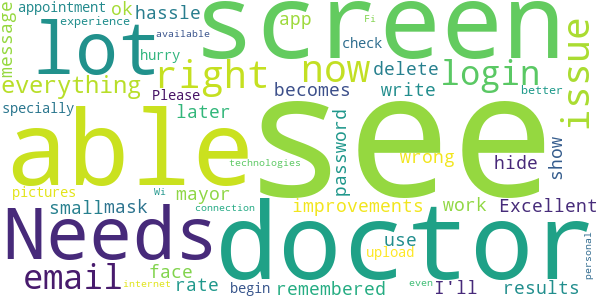 appointment ok hassle
experience available
message
lot
screen
app
Fi
check
hurry
issue
everything
right
now
delete
login
Please
becomes
write
better
specially
later
able
see
password
wrong
hide
show
technologies
pictures
Wi
mayor
smallmask
improvements
work
Excellent
connection
Needs
doctor
use
upload
personal
email
face
internet
rate
begin
remembered
even
I'll
results